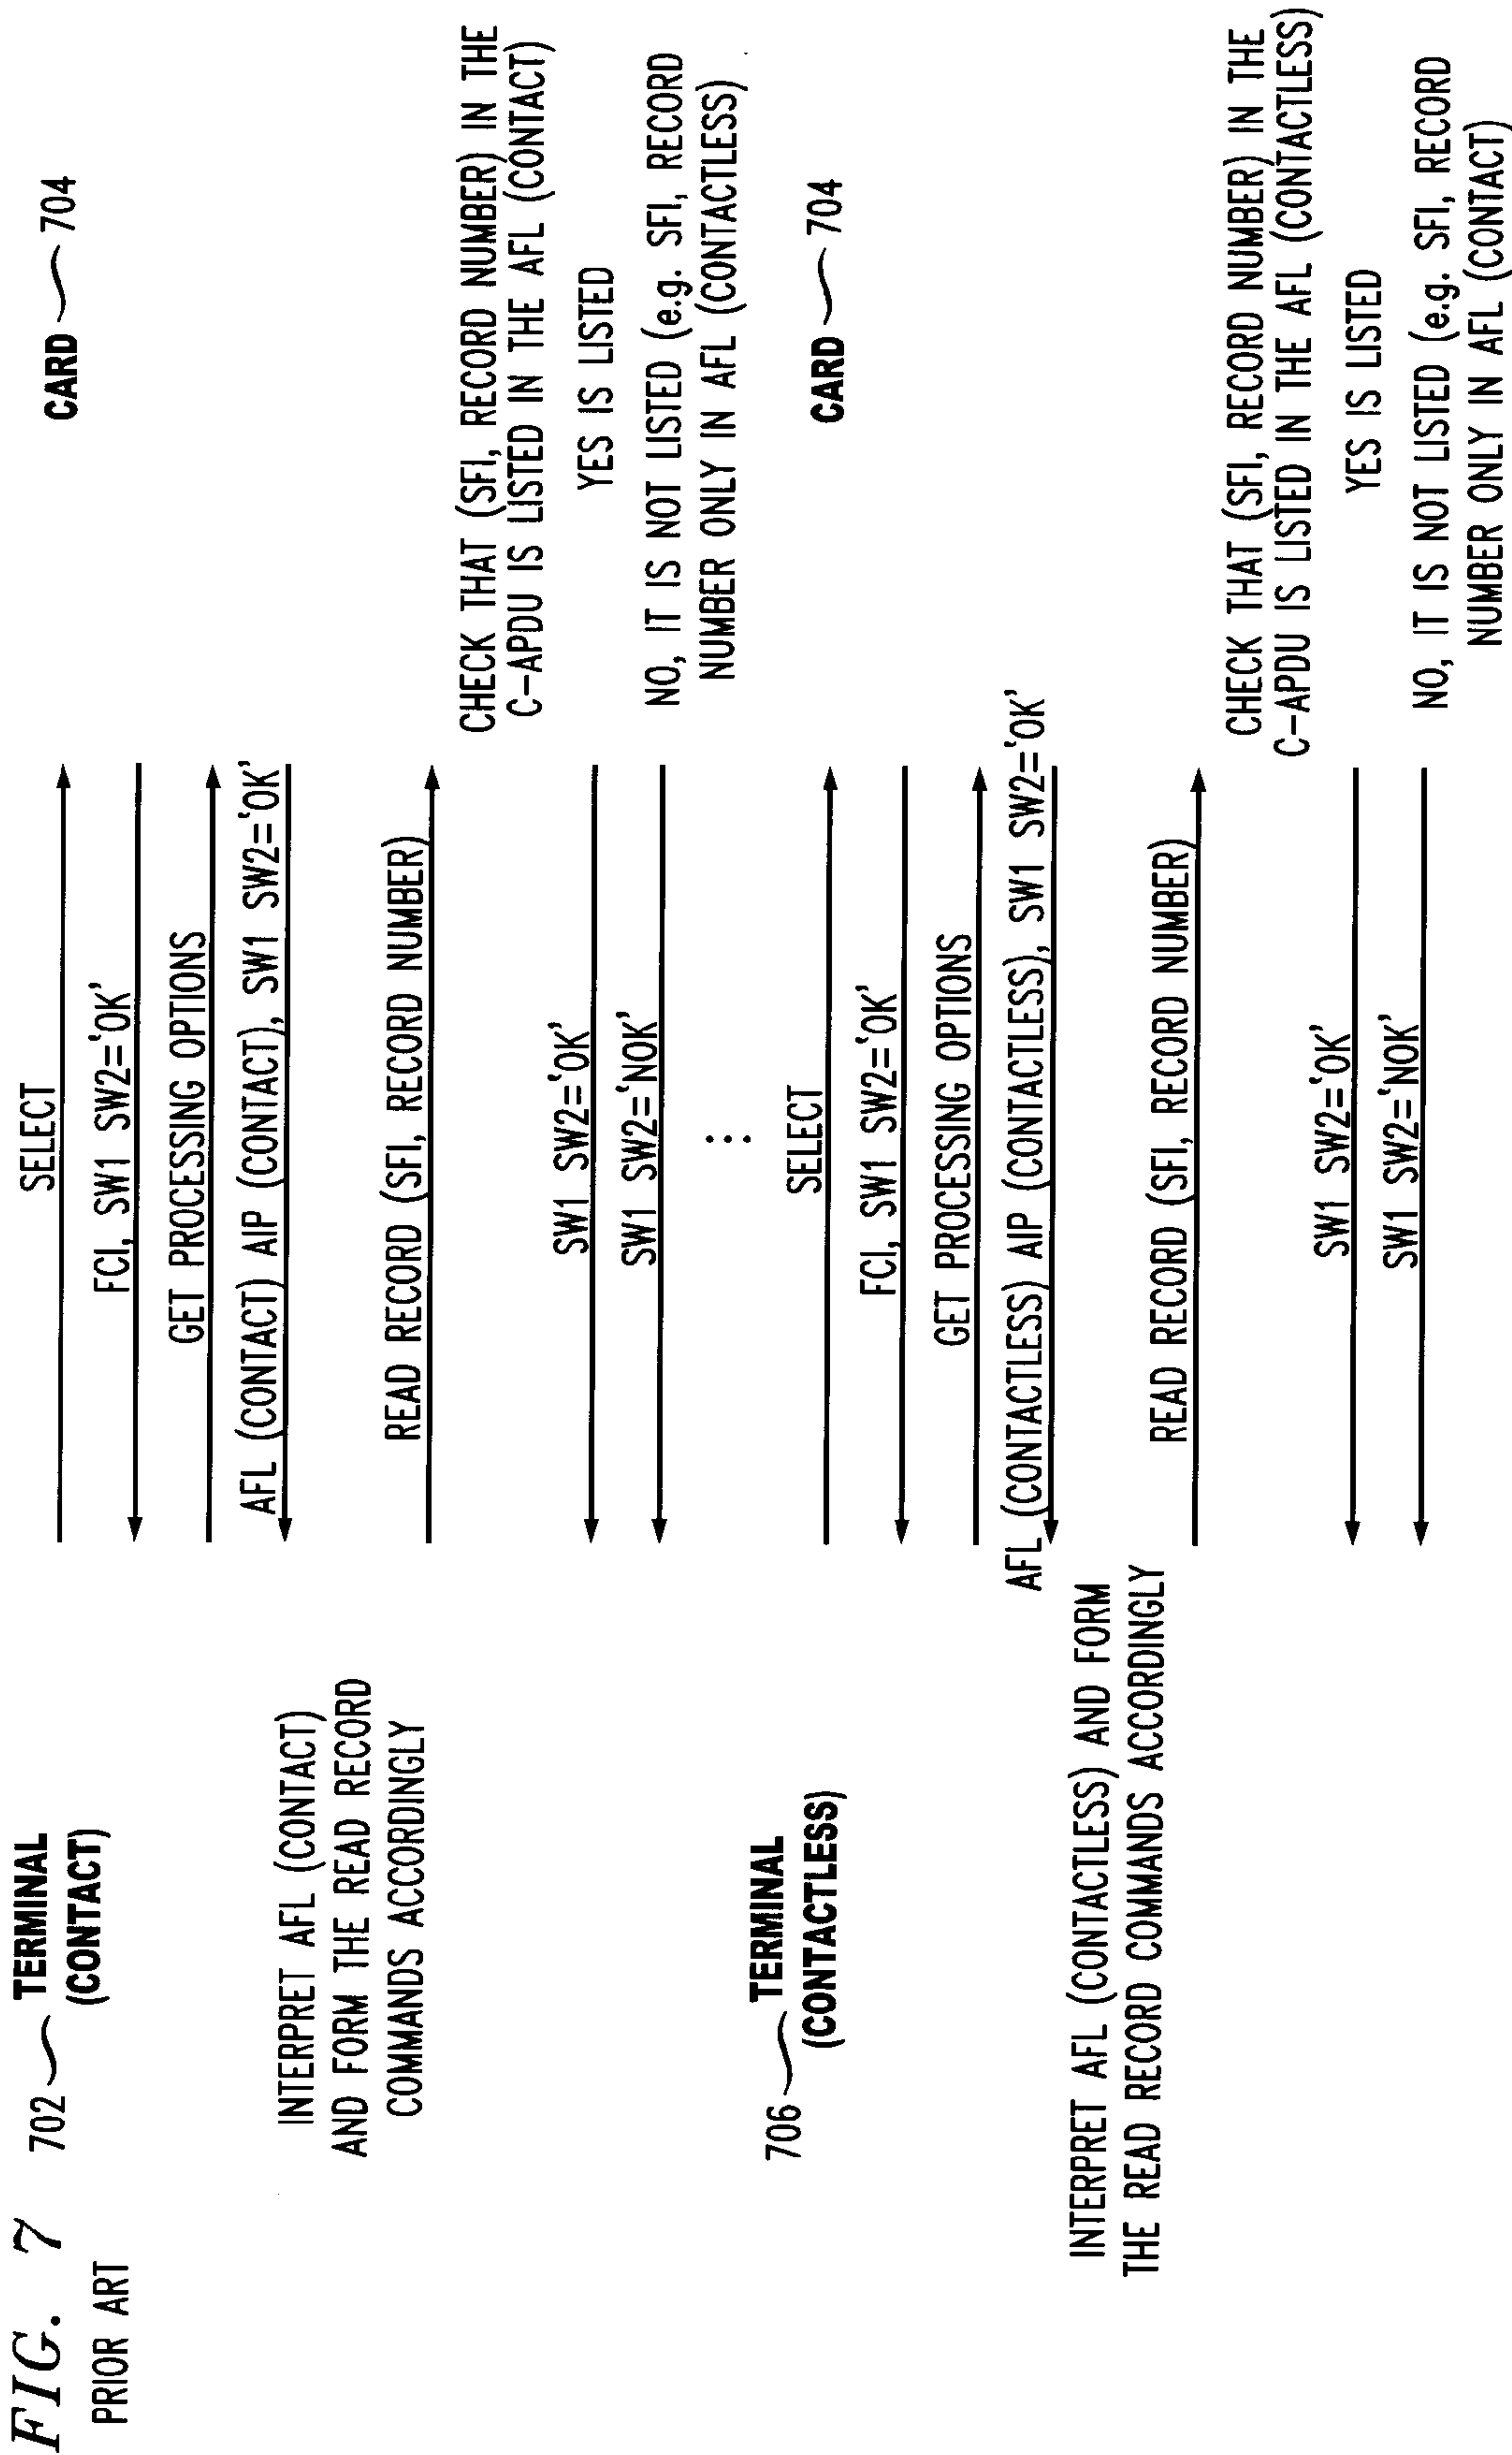 FIG. 7
PRIOR ART
702 TERMINAL
(CONTACT)
CARD 704
SELECT
FCI, SW1 SW2=‘OK’
GET PROCESSING OPTIONS
AFL (CONTACT) AIP (CONTACT), SW1 SW2=‘OK’
INTERPRET AFL (CONTACT)
AND FORM THE READ RECORD
COMMANDS ACCORDINGLY
READ RECORD (SFI, RECORD NUMBER)
CHECK THAT (SFI, RECORD NUMBER) IN THE
C-APDU IS LISTED IN THE AFL (CONTACT)
SW1 SW2=‘OK’
YES IS LISTED
SW1 SW2=‘NOK’
NO, IT IS NOT LISTED (e.g. SFI, RECORD
NUMBER ONLY IN AFL (CONTACTLESS)
706 TERMINAL
(CONTACTLESS)
CARD 704
SELECT
FCI, SW1 SW2=‘OK’
GET PROCESSING OPTIONS
AFL (CONTACTLESS) AIP (CONTACTLESS), SW1 SW2=‘OK’
INTERPRET AFL (CONTACTLESS) AND FORM
THE READ RECORD COMMANDS ACCORDINGLY
READ RECORD (SFI, RECORD NUMBER)
CHECK THAT (SFI, RECORD NUMBER) IN THE
C-APDU IS LISTED IN THE AFL (CONTACTLESS)
SW1 SW2=‘OK’
YES IS LISTED
SW1 SW2=‘NOK’
NO, IT IS NOT LISTED (e.g. SFI, RECORD
NUMBER ONLY IN AFL (CONTACT)